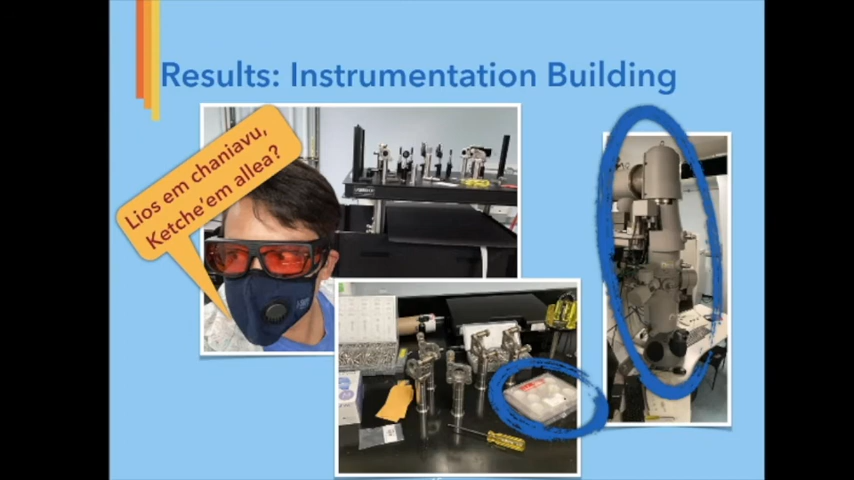 Results: Instrumentation Building
Lios em chaniavu,
Ketche'em allea?